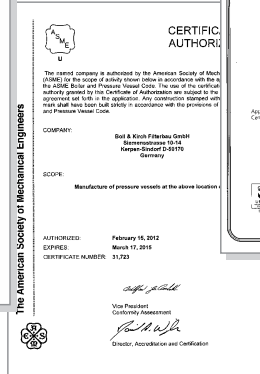 ASME
U
CERTIFIC
AUTHORI
The named company is authorized by the American Society of Mech
(ASME) for the scope of activity shown below in accordance with the a
the ASME Boiler and Pressure Vessel Code. The use of the certificati
authority granted by this Certificate of Authorization are subject to the
agreement set forth in the application. Any construction stamped with
mark shall have been built strictly in accordance with the provisions of
and Pressure Vessel Code.
COMPANY:
Boll & Kirch Filterbau GmbH
Siemensstrasse 10-14
Kerpen-Sindorf D-50170
Germany
SCOPE:
Manufacture of pressure vessels at the above location
AUTHORIZED: February 15, 2012
EXPIRES: March 17, 2015
CERTIFICATE NUMBER: 31,723
Vice President
Conformity Assessment
Director, Accreditation and Certification
The American Society of Mechanical Engineers
App
Cer